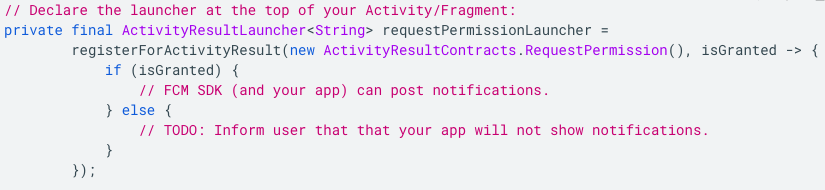 // Declare the launcher at the top of your Activity/Fragment:
private final ActivityResultLauncher<String> requestPermissionLauncher =
        registerForActivityResult(new ActivityResultContracts.RequestPermission(), isGranted -> {
            if (isGranted) {
                // FCM SDK (and your app) can post notifications.
            } else {
                // TODO: Inform user that that your app will not show notifications.
            }
        });